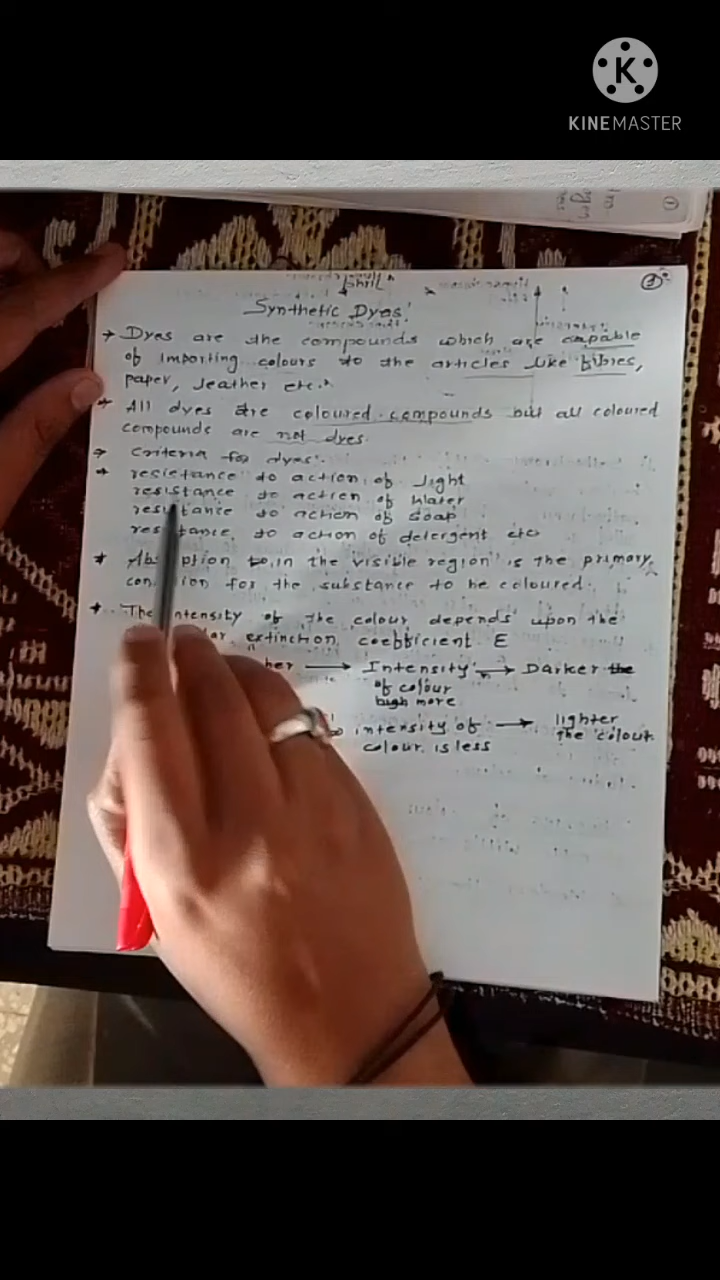 KINEMASTER
Synthetic Dyes!
→ Dyes are the compounds which are capable
of importing colours to the articles like fibres,
paper, leather etc.
→ All dyes are coloured compounds but all coloured
compounds are not dyes.
→ Criteria for dyes:
→ resistance to action of light
resistance to action of water
resistance to action of soap
resistance to action of detergent etc
* Absorption to in the visible region is the primary
condition for the substance to be coloured.
* The intensity of the colour depends upon the
extinction coefficient E
→ Intensity → Darker the
of colour
high more
intensity of → lighter
colour is less the colour